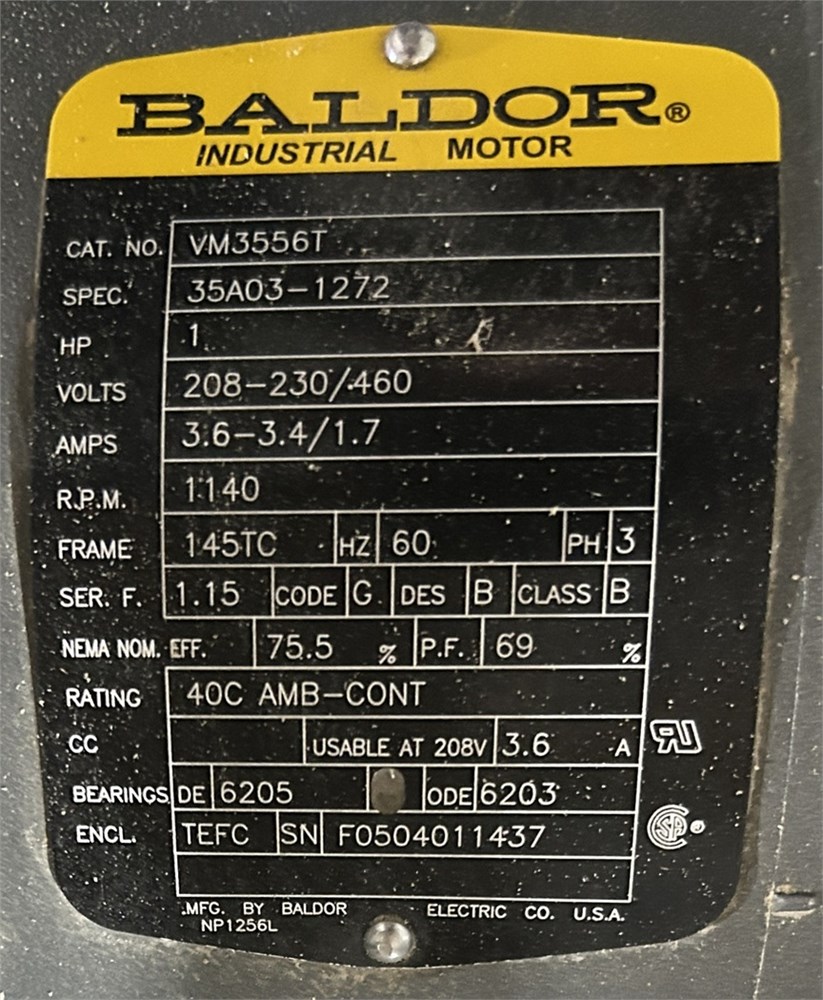 BALDOR®
INDUSTRIAL MOTOR
CAT. NO. VM3556T
SPEC. 35A03-1272
HP 1
VOLTS 208-230/460
AMPS 3.6-3.4/1.7
R.P.M. 1140
FRAME 145TC HZ 60 PH 3
SER. F. 1.15 CODE G DES B CLASS B
NEMA NOM. EFF. 75.5 % P.F. 69 %
RATING 40C AMB-CONT
CC USABLE AT 208V 3.6 A RU
BEARINGS DE 6205 ODE 6203
ENCL. TEFC SN F0504011437 SA®
MFG. BY BALDOR ELECTRIC CO. U.S.A.
NP1256L